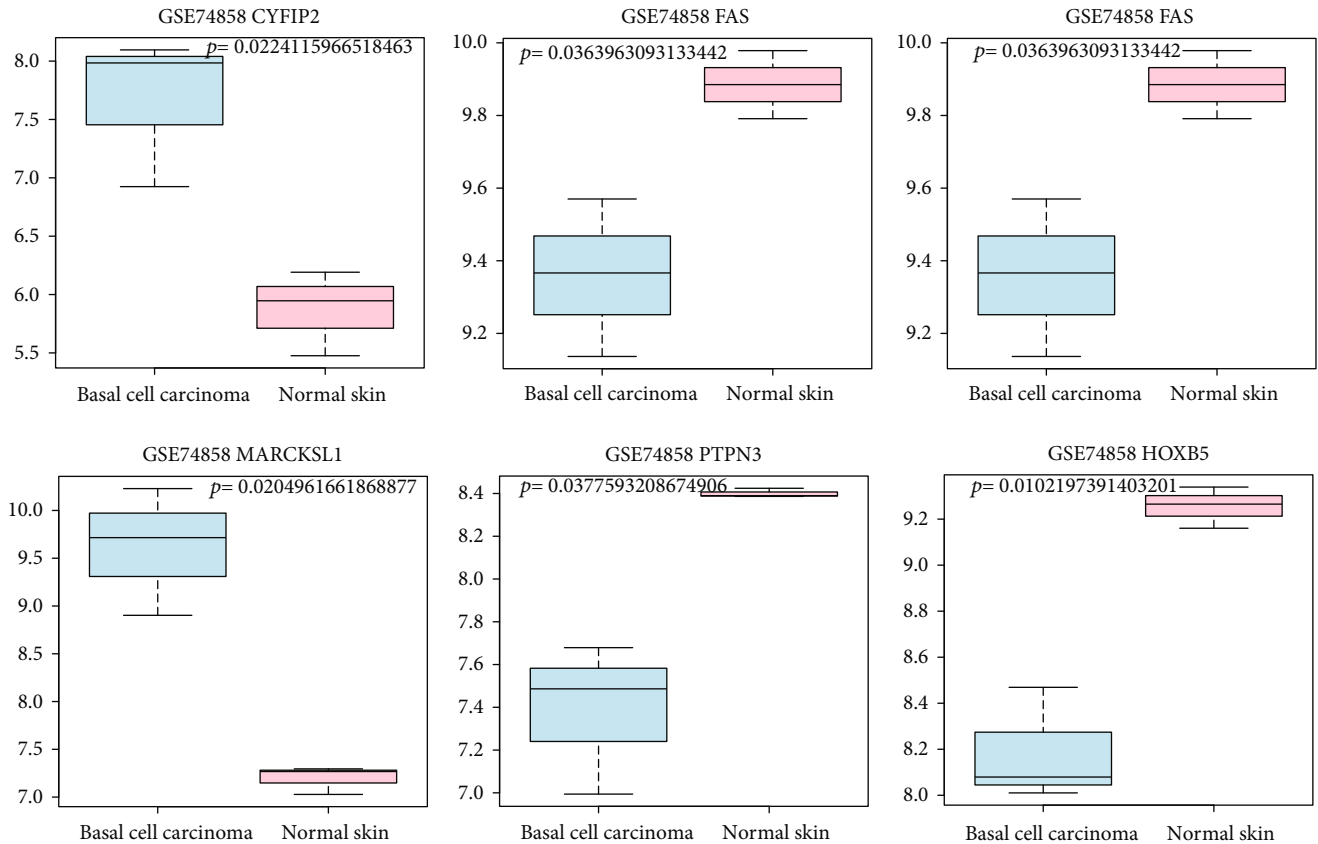 GSE74858 CYFIP2
p= 0.0224115966518463
8.0
7.5
7.0
6.5
6.0
5.5
Basal cell carcinoma
Normal skin
GSE74858 FAS
p= 0.0363963093133442
10.0
9.8
9.6
9.4
9.2
Basal cell carcinoma
Normal skin
GSE74858 FAS
p= 0.0363963093133442
10.0
9.8
9.6
9.4
9.2
Basal cell carcinoma
Normal skin
GSE74858 MARCKSL1
p= 0.0204961661868877
10.0
9.5
9.0
8.5
8.0
7.5
7.0
Basal cell carcinoma
Normal skin
GSE74858 PTPN3
p= 0.0377593208674906
8.4
8.2
8.0
7.8
7.6
7.4
7.2
7.0
Basal cell carcinoma
Normal skin
GSE74858 HOXB5
p= 0.0102197391403201
9.2
9.0
8.8
8.6
8.4
8.2
8.0
Basal cell carcinoma
Normal skin